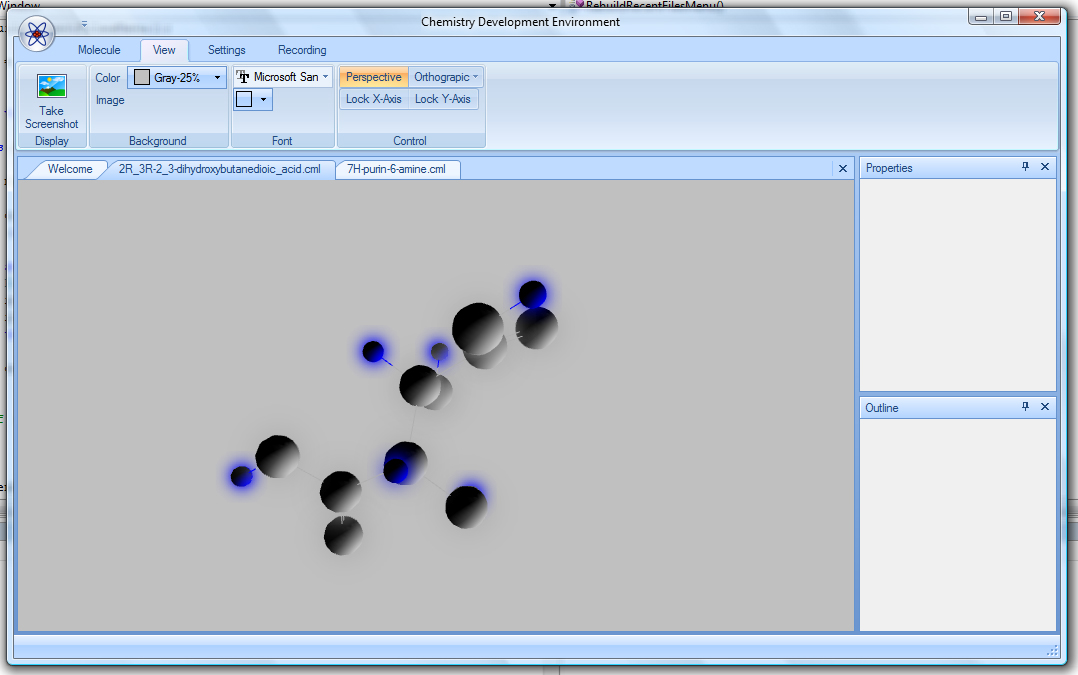 Window
RebuildRecentFilesMenu()
Chemistry Development Environment
Molecule View Settings Recording
Color Gray-25% Microsoft San Perspective Orthograpic
Image Lock X-Axis Lock Y-Axis
Take
Screenshot
Display Background Font Control
Welcome 2R_3R-2_3-dihydroxybutanedioic_acid.cml 7H-purin-6-amine.cml
Properties
Outline